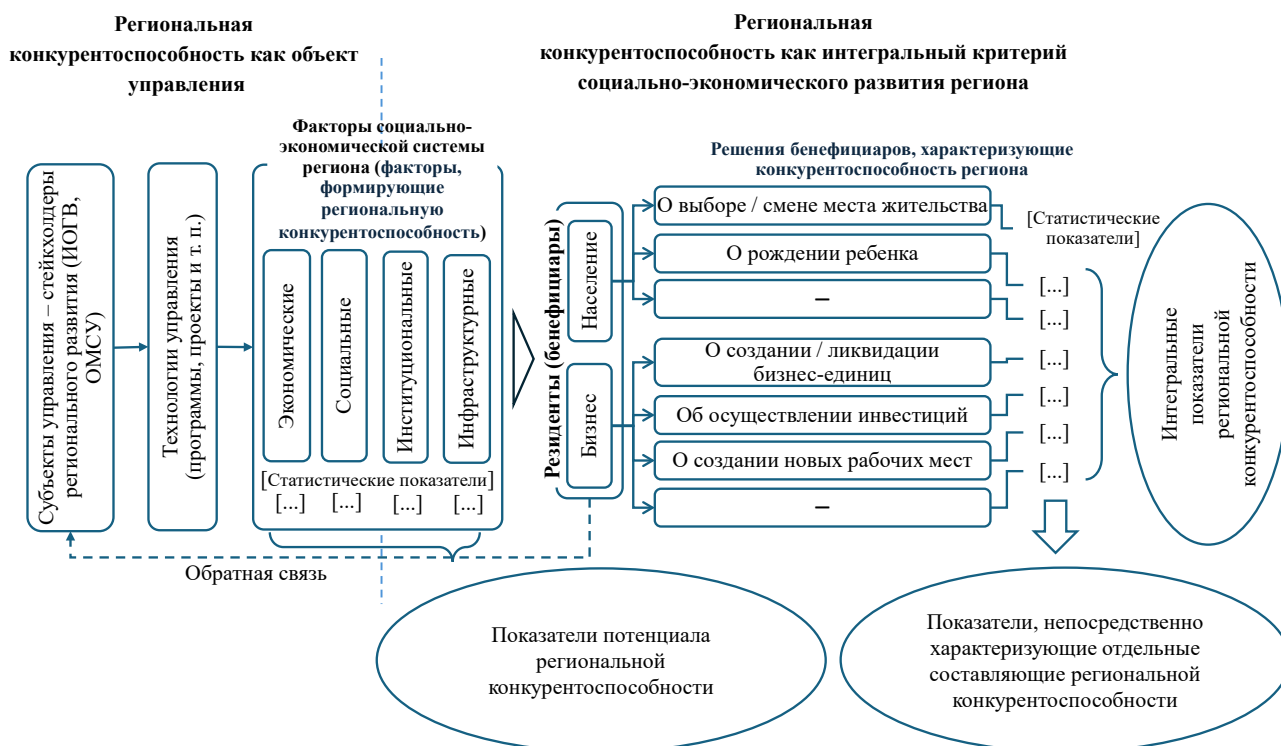 Региональная
конкурентоспособность как объект
управления
Региональная
конкурентоспособность как интегральный критерий
социально-экономического развития региона
Субъекты управления – стейкхолдеры
регионального развития (ИОГВ,
ОМСУ)
Технологии управления
(программы, проекты и т. п.)
Факторы социально-
экономической системы
региона (факторы,
формирующие
региональную
конкурентоспособность)
Экономические
Социальные
Институциональные
Инфраструктурные
[Статистические показатели]
[...]
[...]
[...]
[...]
Обратная связь
Резиденты (бенефициары)
Население
Бизнес
Решения бенефициаров, характеризующие
конкурентоспособность региона
О выборе / смене места жительства
О рождении ребенка
–
О создании / ликвидации
бизнес-единиц
Об осуществлении инвестиций
О создании новых рабочих мест
–
[Статистические
показатели]
[...]
[...]
[...]
[...]
[...]
[...]
Интегральные
показатели
региональной
конкурентоспособности
Показатели потенциала
региональной
конкурентоспособности
Показатели, непосредственно
характеризующие отдельные
составляющие региональной
конкурентоспособности